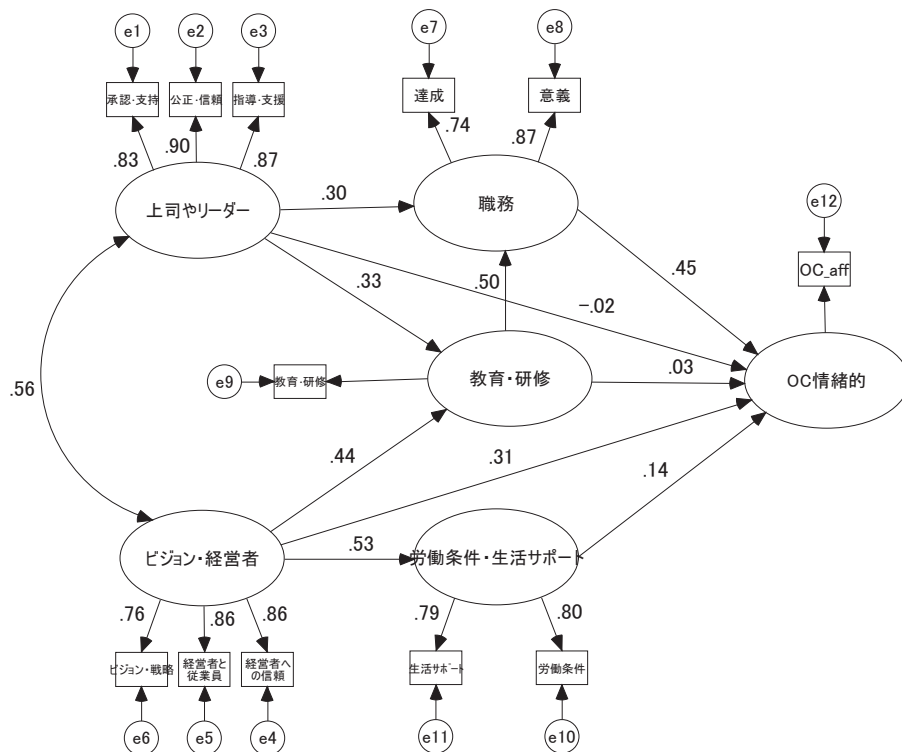 e1
e2
e3
e7
e8
承認・支持
公正・信頼
指導・支援
達成
意義
.83
.90
.87
.74
.87
上司やリーダー
.30
職務
e12
OC_aff
.33
.50
-.02
.45
.56
e9
教育・研修
教育・研修
.03
OC情緒的
.44
.31
.14
ビジョン・経営者
.53
労働条件・生活サポート
.76
.86
.86
.79
.80
ビジョン・戦略
経営者と
従業員
経営者へ
の信頼
生活サポート
労働条件
e6
e5
e4
e11
e10